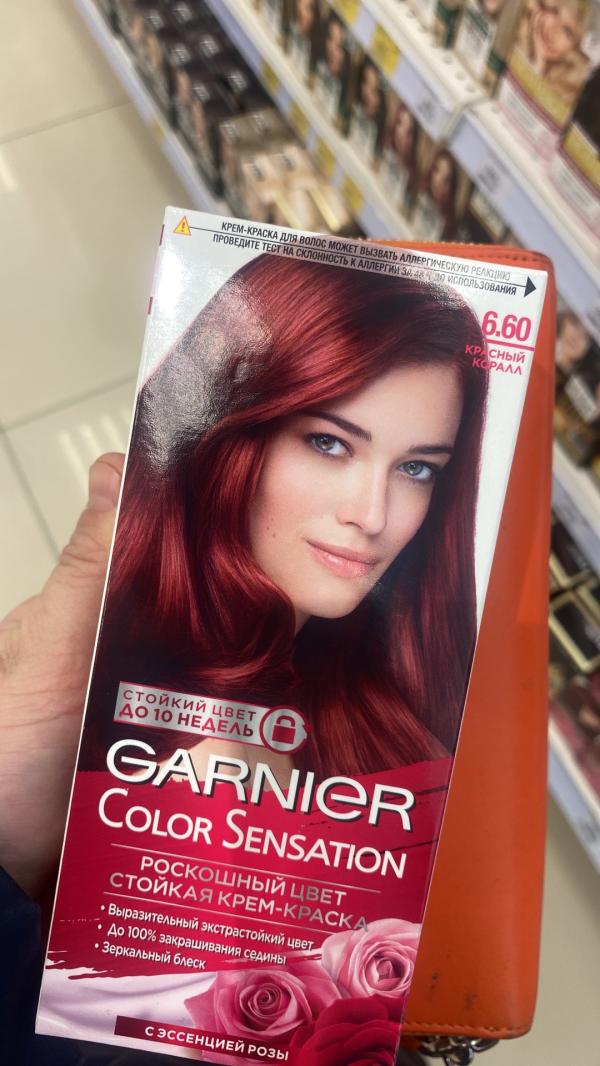 КРЕМ-КРАСКА ДЛЯ ВОЛОС МОЖЕТ ВЫЗВАТЬ АЛЛЕРГИЧЕСКУЮ РЕАКЦИЮ
ПРОВЕДИТЕ ТЕСТ НА СКЛОННОСТЬ К АЛЛЕРГИИ ЗА 48 Ч ДО ИСПОЛЬЗОВАНИЯ
6.60
КРАСНЫЙ
КОРАЛЛ
СТОЙКИЙ ЦВЕТ
ДО 10 НЕДЕЛЬ
GARNIER
COLOR SENSATION
РОСКОШНЫЙ ЦВЕТ
СТОЙКАЯ КРЕМ-КРАСКА
• Выразительный экстрастойкий цвет
• До 100% закрашивания седины
• Зеркальный блеск
С ЭССЕНЦИЕЙ РОЗЫ